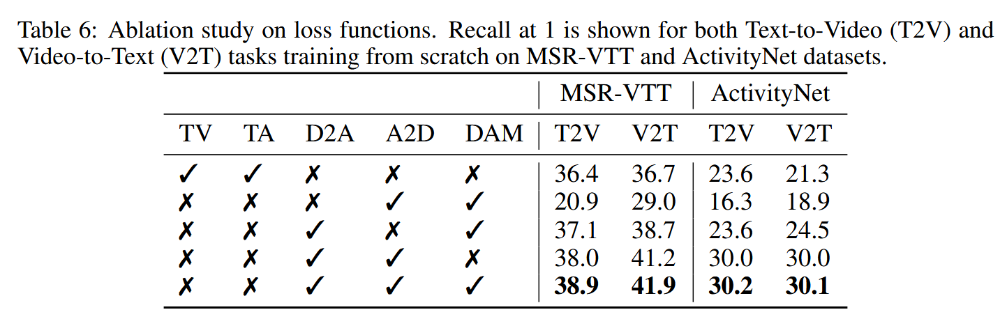 Table 6: Ablation study on loss functions. Recall at 1 is shown for both Text-to-Video (T2V) and
Video-to-Text (V2T) tasks training from scratch on MSR-VTT and ActivityNet datasets.
MSR-VTT ActivityNet
TV TA D2A A2D DAM T2V V2T T2V V2T
✓ ✓ ✗ ✗ ✗ 36.4 36.7 23.6 21.3
✗ ✗ ✗ ✓ ✓ 20.9 29.0 16.3 18.9
✗ ✗ ✓ ✗ ✓ 37.1 38.7 23.6 24.5
✗ ✗ ✓ ✓ ✗ 38.0 41.2 30.0 30.0
✗ ✗ ✓ ✓ ✓ 38.9 41.9 30.2 30.1